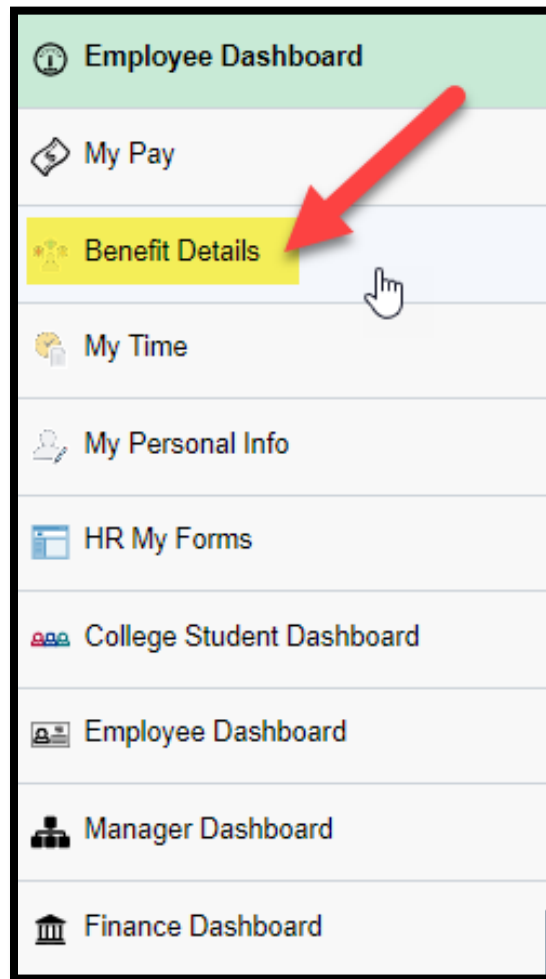 Employee Dashboard
My Pay
Benefit Details
My Time
My Personal Info
HR My Forms
College Student Dashboard
Employee Dashboard
Manager Dashboard
Finance Dashboard